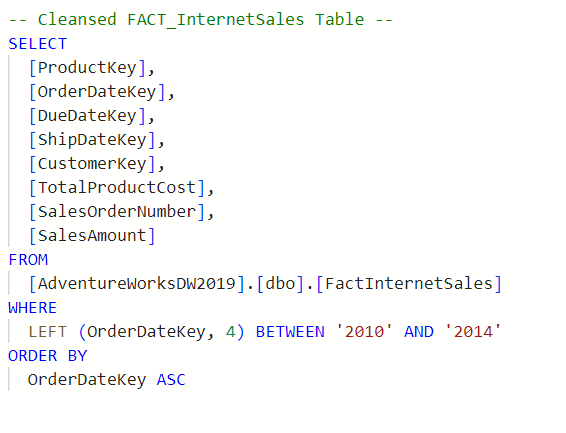 -- Cleansed FACT_InternetSales Table --
SELECT
[ProductKey],
[OrderDateKey],
[DueDateKey],
[ShipDateKey],
[CustomerKey],
[TotalProductCost],
[SalesOrderNumber],
[SalesAmount]
FROM
[AdventureWorksDW2019].[dbo].[FactInternetSales]
WHERE
LEFT (OrderDateKey, 4) BETWEEN '2010' AND '2014'
ORDER BY
OrderDateKey ASC